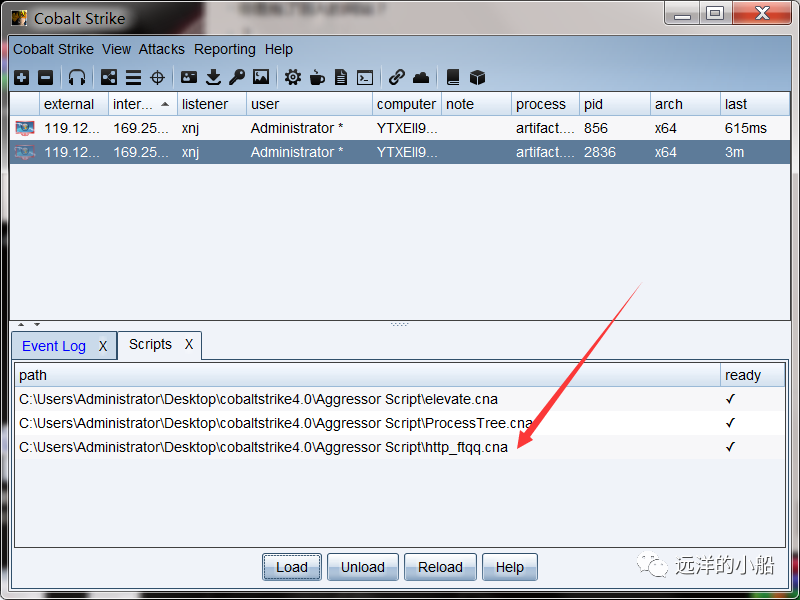 Cobalt Strike
Cobalt Strike View Attacks Reporting Help
external inter... listener user computer note process pid arch last
119.12... 169.25... xnj Administrator * YTXEll9... artifact.... 856 x64 615ms
119.12... 169.25... xnj Administrator * YTXEll9... artifact.... 2836 x64 3m
Event Log X Scripts X
path ready
C:\Users\Administrator\Desktop\cobaltstrike4.0\Aggressor Script\elevate.cna ✓
C:\Users\Administrator\Desktop\cobaltstrike4.0\Aggressor Script\ProcessTree.cna ✓
C:\Users\Administrator\Desktop\cobaltstrike4.0\Aggressor Script\http_ftqq.cna ✓
Load Unload Reload Help
远洋的小船